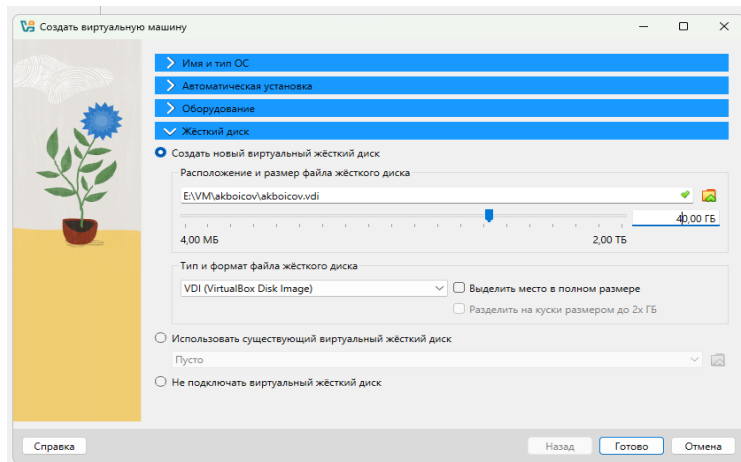 Создать виртуальную машину
Имя и тип ОС
Автоматическая установка
Оборудование
Жёсткий диск
Создать новый виртуальный жёсткий диск
Расположение и размер файла жёсткого диска
E:\VM\akboicov\akboicov.vdi
40,00 ГБ
4,00 МБ 2,00 ТБ
Тип и формат файла жёсткого диска
VDI (VirtualBox Disk Image) Выделить место в полном размере
Разделить на куски размером до 2х ГБ
Использовать существующий виртуальный жёсткий диск
Пусто
Не подключать виртуальный жёсткий диск
Справка Назад Готово Отмена